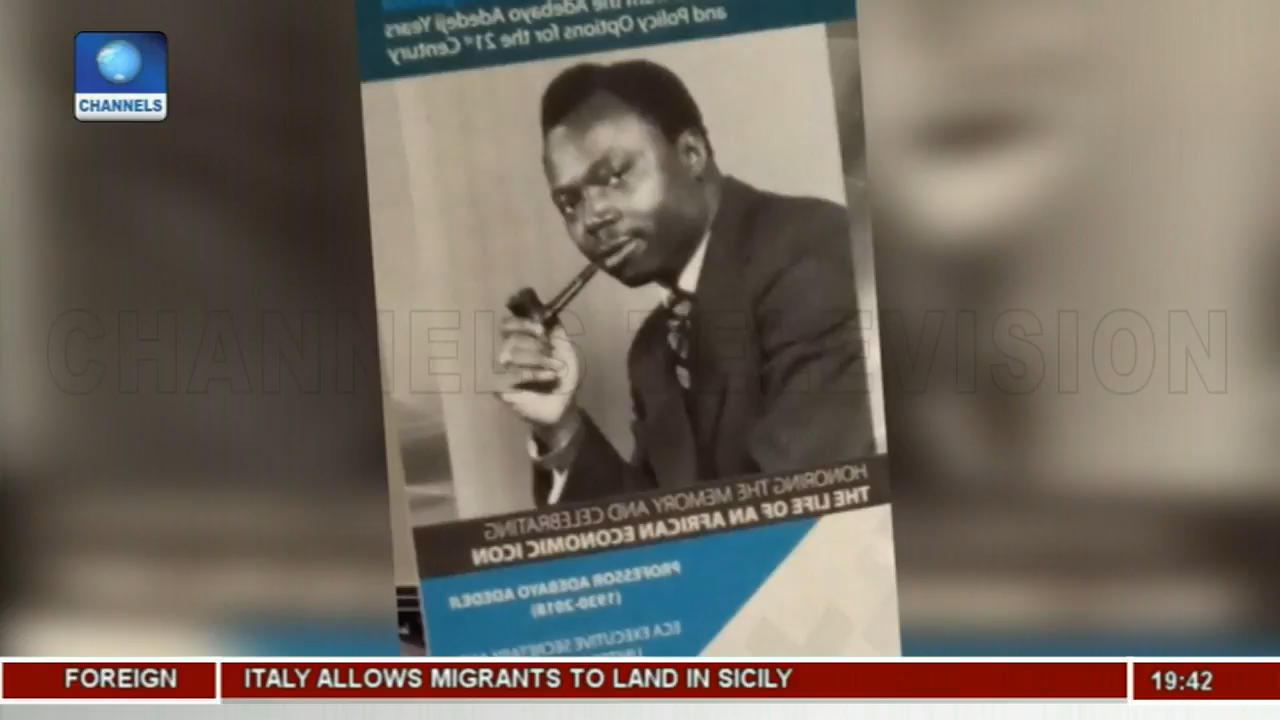 CHANNELS
and Policy Options for the 21st Century
CHANNELS TELEVISION
HONORING THE MEMORY AND CELEBRATING
THE LIFE OF AN AFRICAN ECONOMIC ICON
PROFESSOR ADEBAYO ADEDEJI
(1930-2018)
ECA EXECUTIVE SECRETARY
FOREIGN
ITALY ALLOWS MIGRANTS TO LAND IN SICILY
19:42